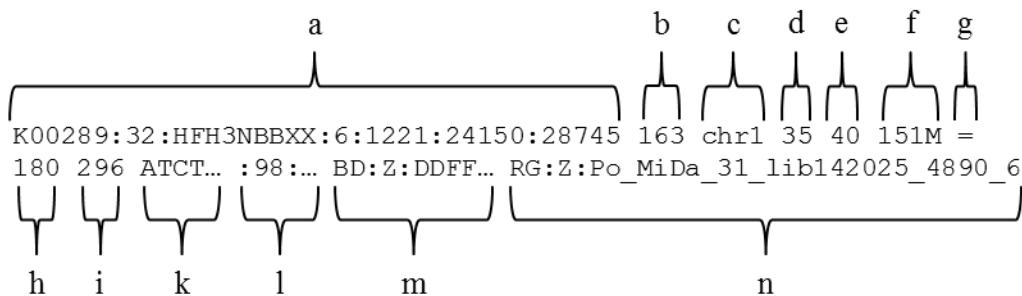 a b c d e f g
K00289:32:HFH3NBBXX:6:1221:24150:28745 163 chr1 35 40 151M =
180 296 ATCT… :98:… BD:Z:DDFF… RG:Z:Po_MiDa_31_lib142025_4890_6
h i k l m n